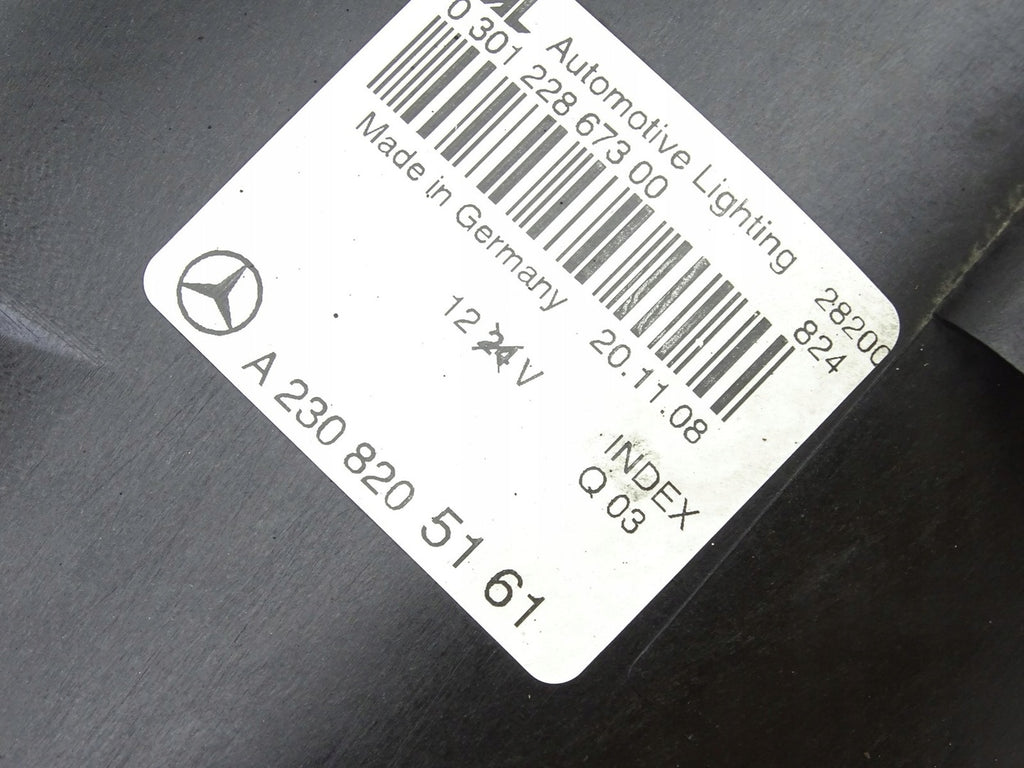 Automotive Lighting
0 301 228 673 00
28200
824
Made in Germany 20.11.08
12 24 V
INDEX
Q 03
A 230 820 51 61